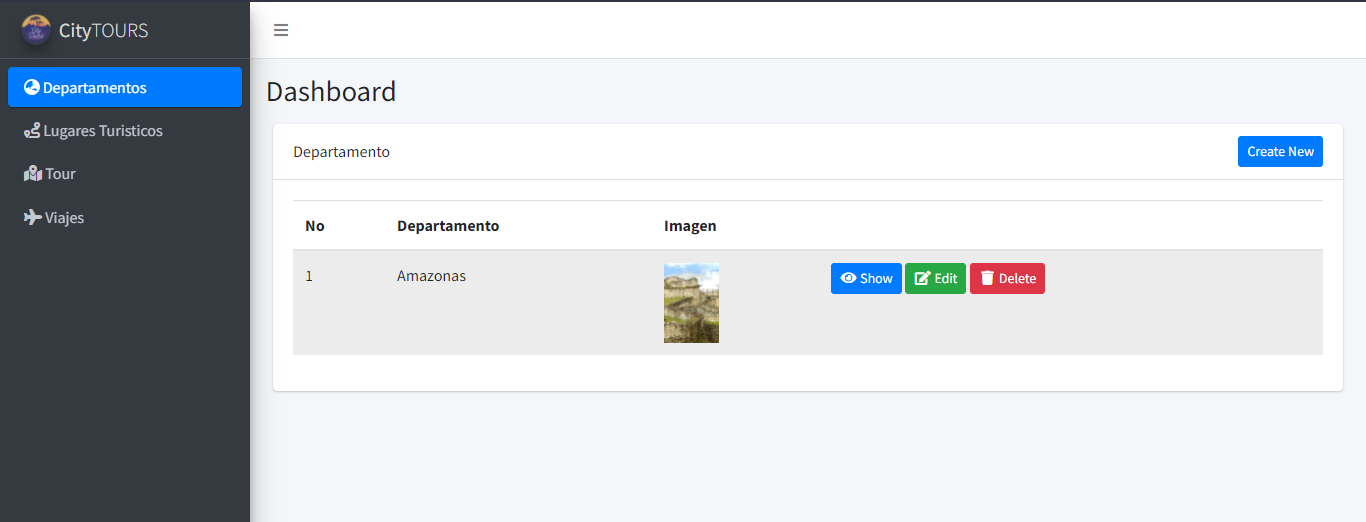 CityTOURS
Departamentos
Lugares Turisticos
Tour
Viajes
Dashboard
Departamento
Create New
No Departamento Imagen
1 Amazonas Show Edit Delete